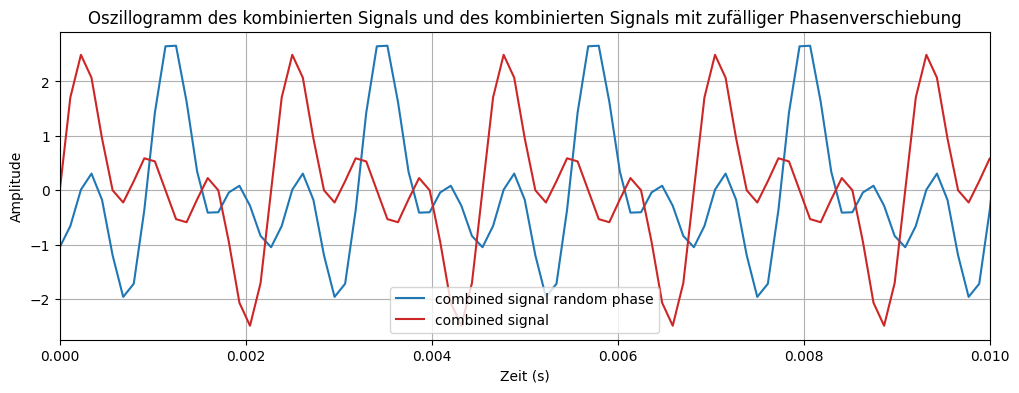 Oszillogramm des kombinierten Signals und des kombinierten Signals mit zufälliger Phasenverschiebung
Amplitude
2
1
0
−1
−2
combined signal random phase
combined signal
0.000 0.002 0.004 0.006 0.008 0.010
Zeit (s)